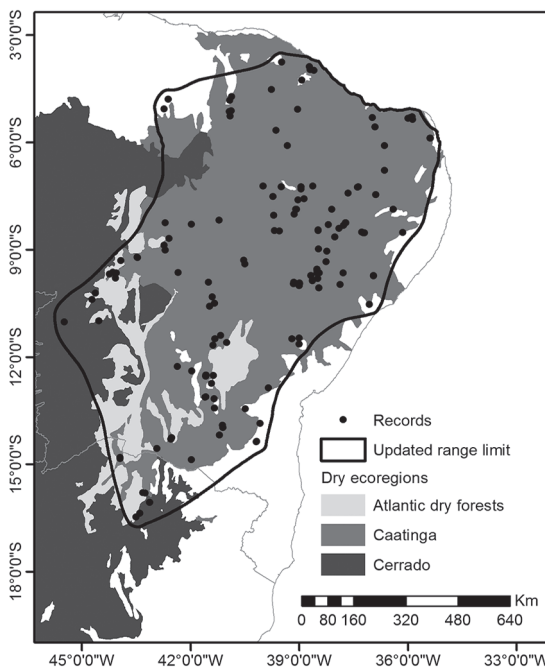 3°0'0"S
6°0'0"S
9°0'0"S
12°0'0"S
15°0'0"S
18°0'0"S
Records
Updated range limit
Dry ecoregions
Atlantic dry forests
Caatinga
Cerrado
Km
0 80 160 320 480 640
45°0'0"W 42°0'0"W 39°0'0"W 36°0'0"W 33°0'0"W